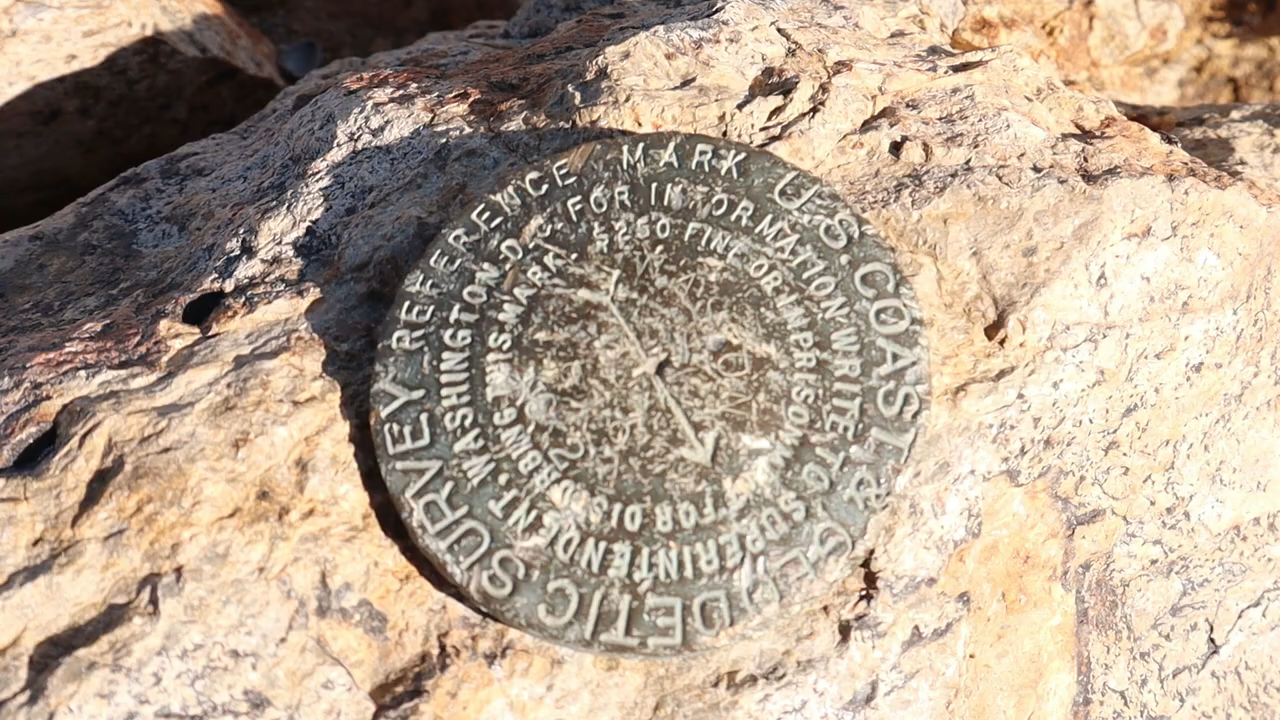 U.S. COAST & GEODETIC SURVEY REFERENCE MARK
FOR INFORMATION WRITE TO SUPERINTENDENT, WASHINGTON, D.C.
$250 FINE OR IMPRISONMENT FOR DISTURBING THIS MARK.